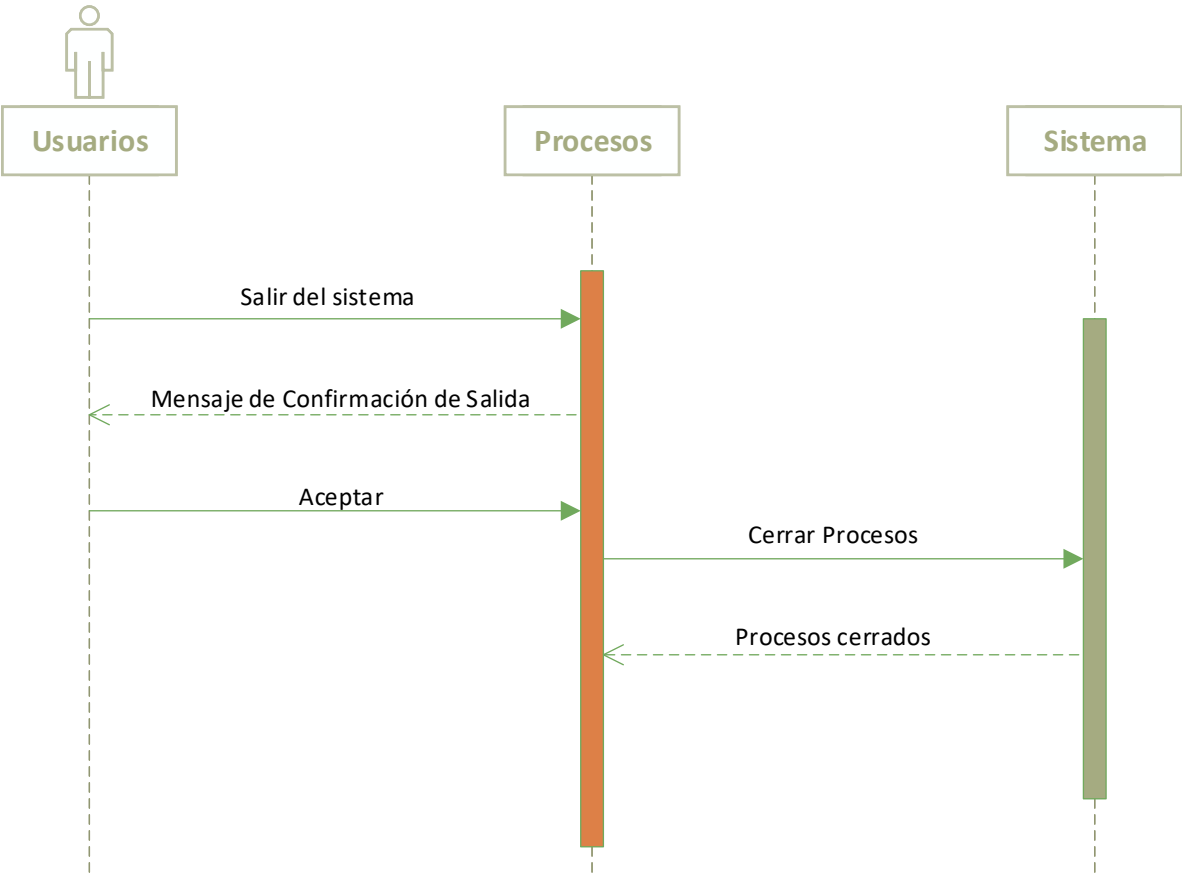 Usuarios
Procesos
Sistema
Salir del sistema
Mensaje de Confirmación de Salida
Aceptar
Cerrar Procesos
Procesos cerrados